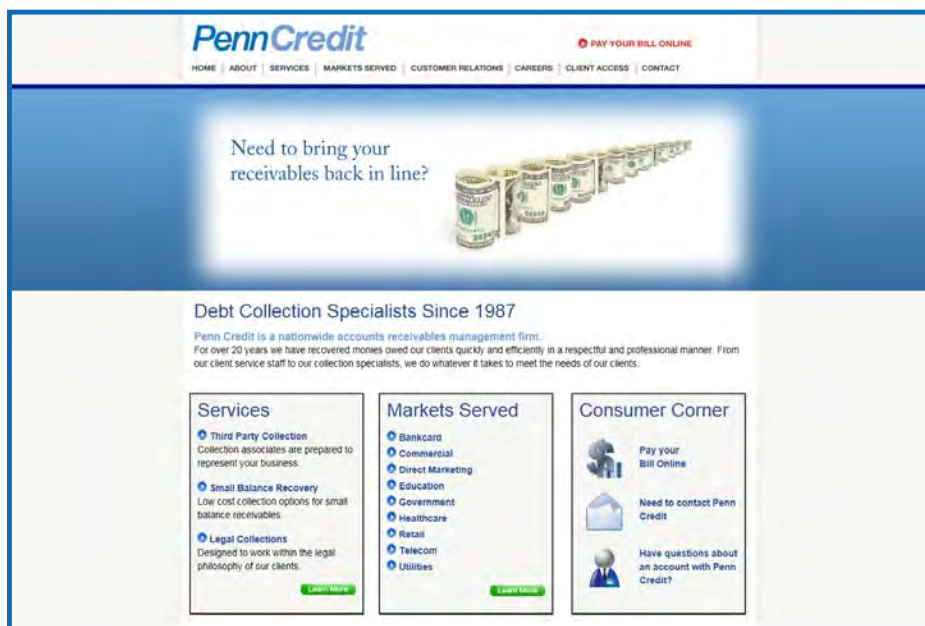 PennCredit
PAY YOUR BILL ONLINE
HOME | ABOUT | SERVICES | MARKETS SERVED | CUSTOMER RELATIONS | CAREERS | CLIENT ACCESS | CONTACT
Need to bring your
receivables back in line?
Debt Collection Specialists Since 1987
Penn Credit is a nationwide accounts receivables management firm.
For over 20 years we have recovered monies owed our clients quickly and efficiently in a respectful and professional manner. From
our client service staff to our collection specialists, we do whatever it takes to meet the needs of our clients.
Services
Third Party Collection
Collection associates are prepared to
represent your business.
Small Balance Recovery
Low cost collection options for small
balance receivables.
Legal Collections
Designed to work within the legal
philosophy of our clients.
Learn More
Markets Served
Bankcard
Commercial
Direct Marketing
Education
Government
Healthcare
Retail
Telecom
Utilities
Learn More
Consumer Corner
Pay your
Bill Online
Need to contact Penn
Credit
Have questions about
an account with Penn
Credit?